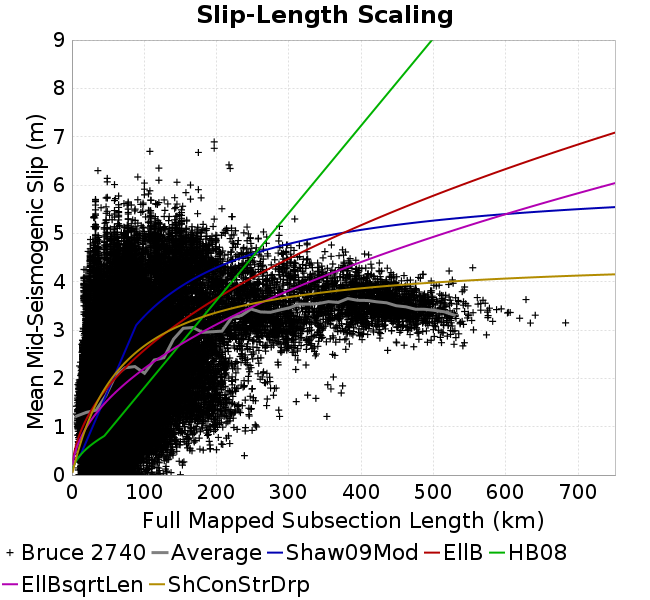 Slip-Length Scaling
Mean Mid-Seismogenic Slip (m)
9
8
7
6
5
4
3
2
1
0
0 100 200 300 400 500 600 700
Full Mapped Subsection Length (km)
Bruce 2740 Average Shaw09Mod EllB HB08
EllBsqrtLen ShConStrDrp